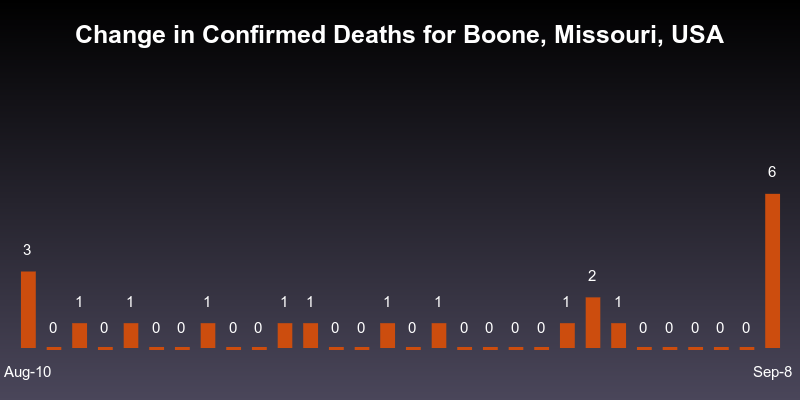 Change in Confirmed Deaths for Boone, Missouri, USA
6
3
2
1 1 1 1 1 1 1 1 1
0 0 0 0 0 0 0 0 0 0 0 0 0 0 0 0 0 0
Aug-10 Sep-8